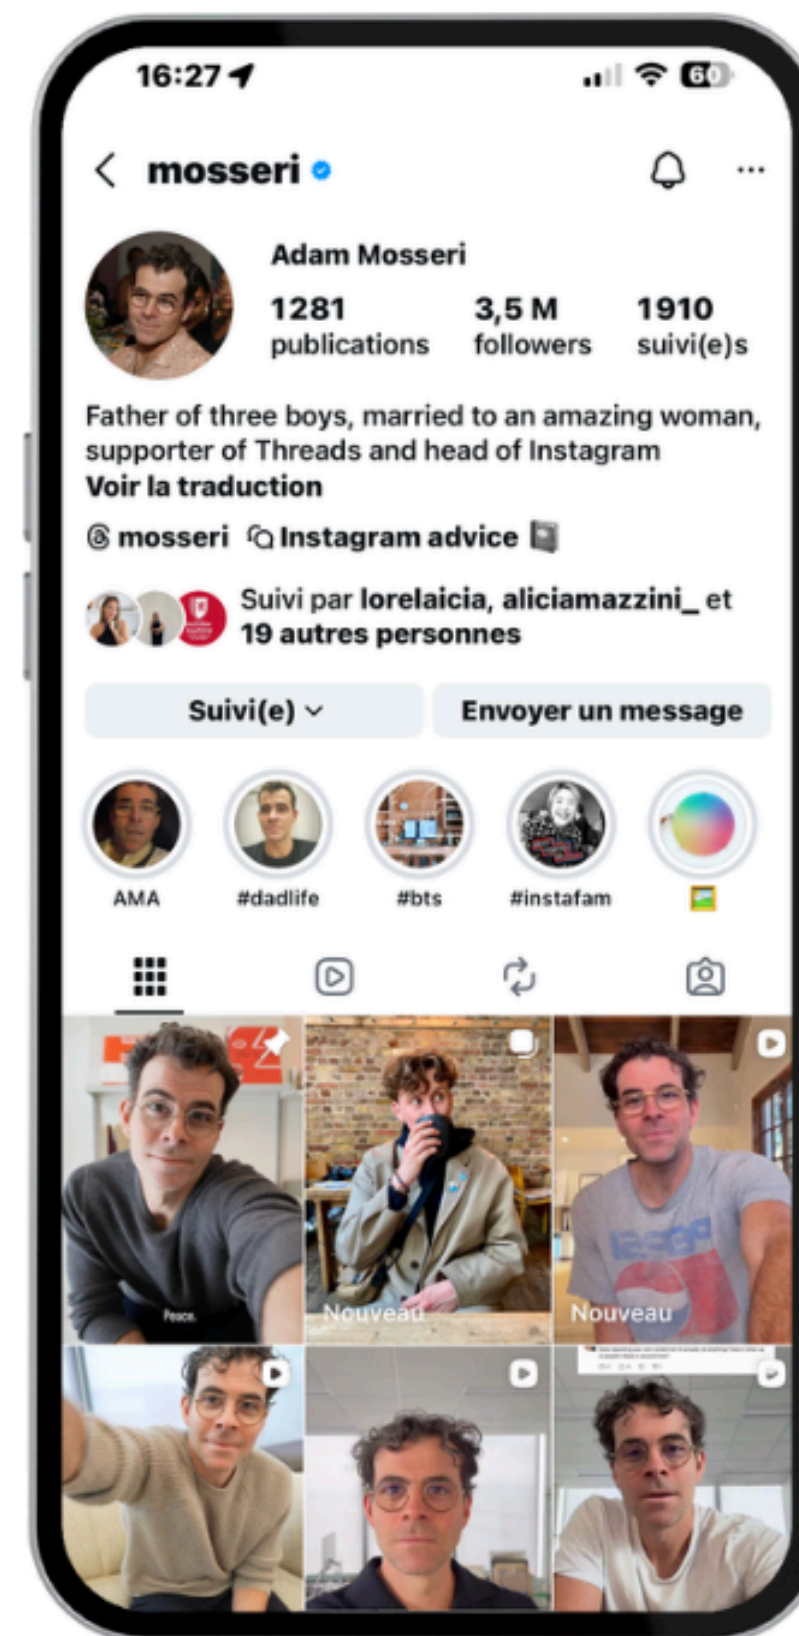 16:27
60
mosseri
Adam Mosseri
1281 3,5 M 1910
publications followers suivi(e)s
Father of three boys, married to an amazing woman,
supporter of Threads and head of Instagram
Voir la traduction
mosseri Instagram advice
Suivi par lorelaicia, aliciamazzini_ et
19 autres personnes
Suivi(e) Envoyer un message
AMA #dadlife #bts #instafam
Peace.
Nouveau Nouveau